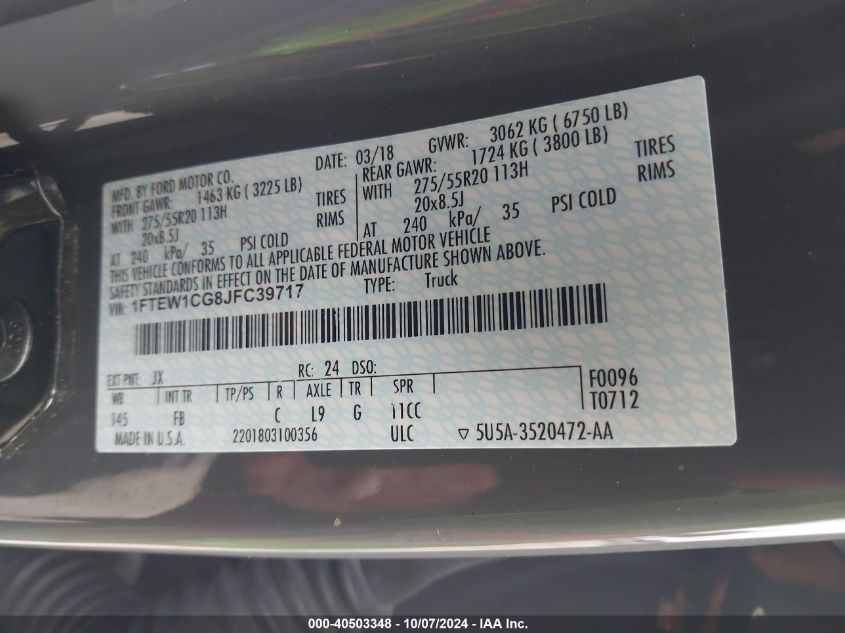 MFD. BY FORD MOTOR CO.
DATE: 03/18 GVWR: 3062 KG ( 6750 LB)
FRONT GAWR: 1463 KG ( 3225 LB)
REAR GAWR: 1724 KG ( 3800 LB)
WITH 275/55R20 113H TIRES
WITH 275/55R20 113H TIRES
20x8.5J RIMS
20x8.5J RIMS
AT 240 kPa/ 35 PSI COLD
AT 240 kPa/ 35 PSI COLD
THIS VEHICLE CONFORMS TO ALL APPLICABLE FEDERAL MOTOR VEHICLE
SAFETY STANDARDS IN EFFECT ON THE DATE OF MANUFACTURE SHOWN ABOVE.
VIN: 1FTEW1CG8JFC39717 TYPE: Truck
EXT PNT: JX RC: 24 DSO:
WB INT TR TP/PS R AXLE TR SPR F0096
145 FB C L9 G 11CC T0712
MADE IN U.S.A. 2201803100356 ULC ▽ 5U5A-3520472-AA
000-40503348 - 10/07/2024 - IAA Inc.